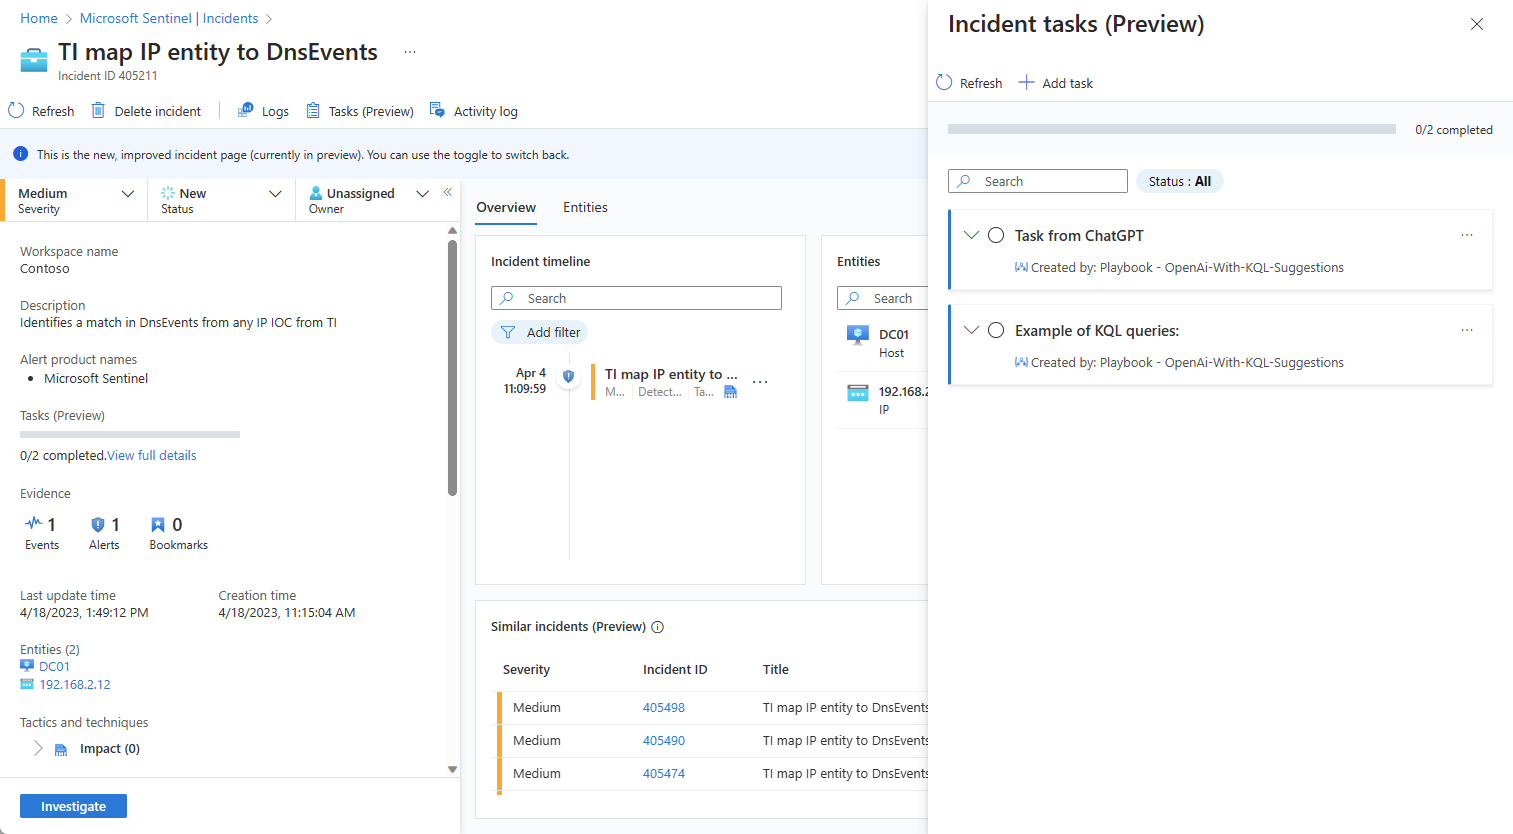 Home > Microsoft Sentinel | Incidents >
TI map IP entity to DnsEvents ...
Incident ID 405211
Refresh Delete incident Logs Tasks (Preview) Activity log
This is the new, improved incident page (currently in preview). You can use the toggle to switch back.
Medium
Severity
New
Status
Unassigned
Owner
«
Workspace name
Contoso
Description
Identifies a match in DnsEvents from any IP IOC from TI
Alert product names
• Microsoft Sentinel
Tasks (Preview)
0/2 completed.View full details
Evidence
1
Events
1
Alerts
0
Bookmarks
Last update time
4/18/2023, 1:49:12 PM
Creation time
4/18/2023, 11:15:04 AM
Entities (2)
DC01
192.168.2.12
Tactics and techniques
Impact (0)
Investigate
Overview Entities
Incident timeline
Search
Add filter
Apr 4
11:09:59
TI map IP entity to ...
M... Detect... Ta...
...
Entities
Search
DC01
Host
192.168.2
IP
Similar incidents (Preview)
Severity Incident ID Title
Medium 405498 TI map IP entity to DnsEvents
Medium 405490 TI map IP entity to DnsEvents
Medium 405474 TI map IP entity to DnsEvents
Incident tasks (Preview)
Refresh Add task
0/2 completed
Search
Status : All
Task from ChatGPT ...
Created by: Playbook - OpenAi-With-KQL-Suggestions
Example of KQL queries: ...
Created by: Playbook - OpenAi-With-KQL-Suggestions